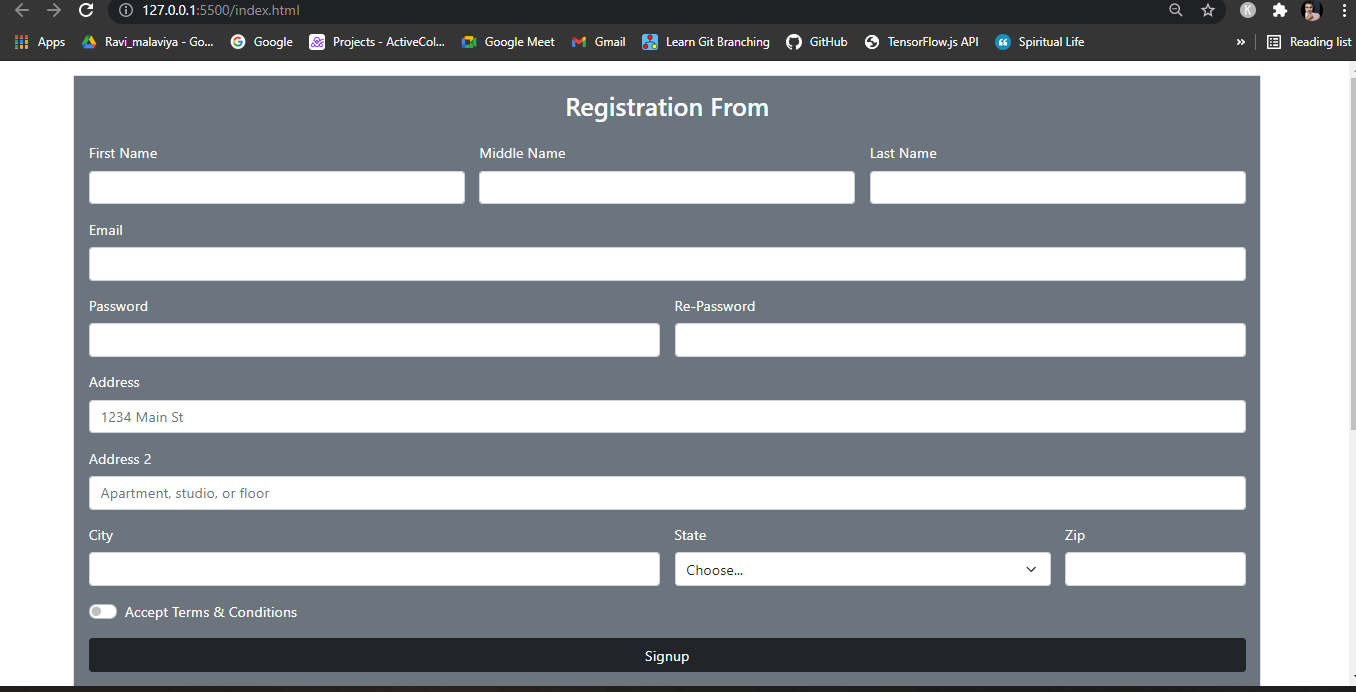 127.0.0.1:5500/index.html
K
Apps Ravi_malaviya - Go... Google Projects - ActiveCol... Google Meet Gmail Learn Git Branching GitHub TensorFlow.js API Spiritual Life » Reading list
Registration From
First Name Middle Name Last Name
Email
Password Re-Password
Address
1234 Main St
Address 2
Apartment, studio, or floor
City State Zip
Choose...
Accept Terms & Conditions
Signup